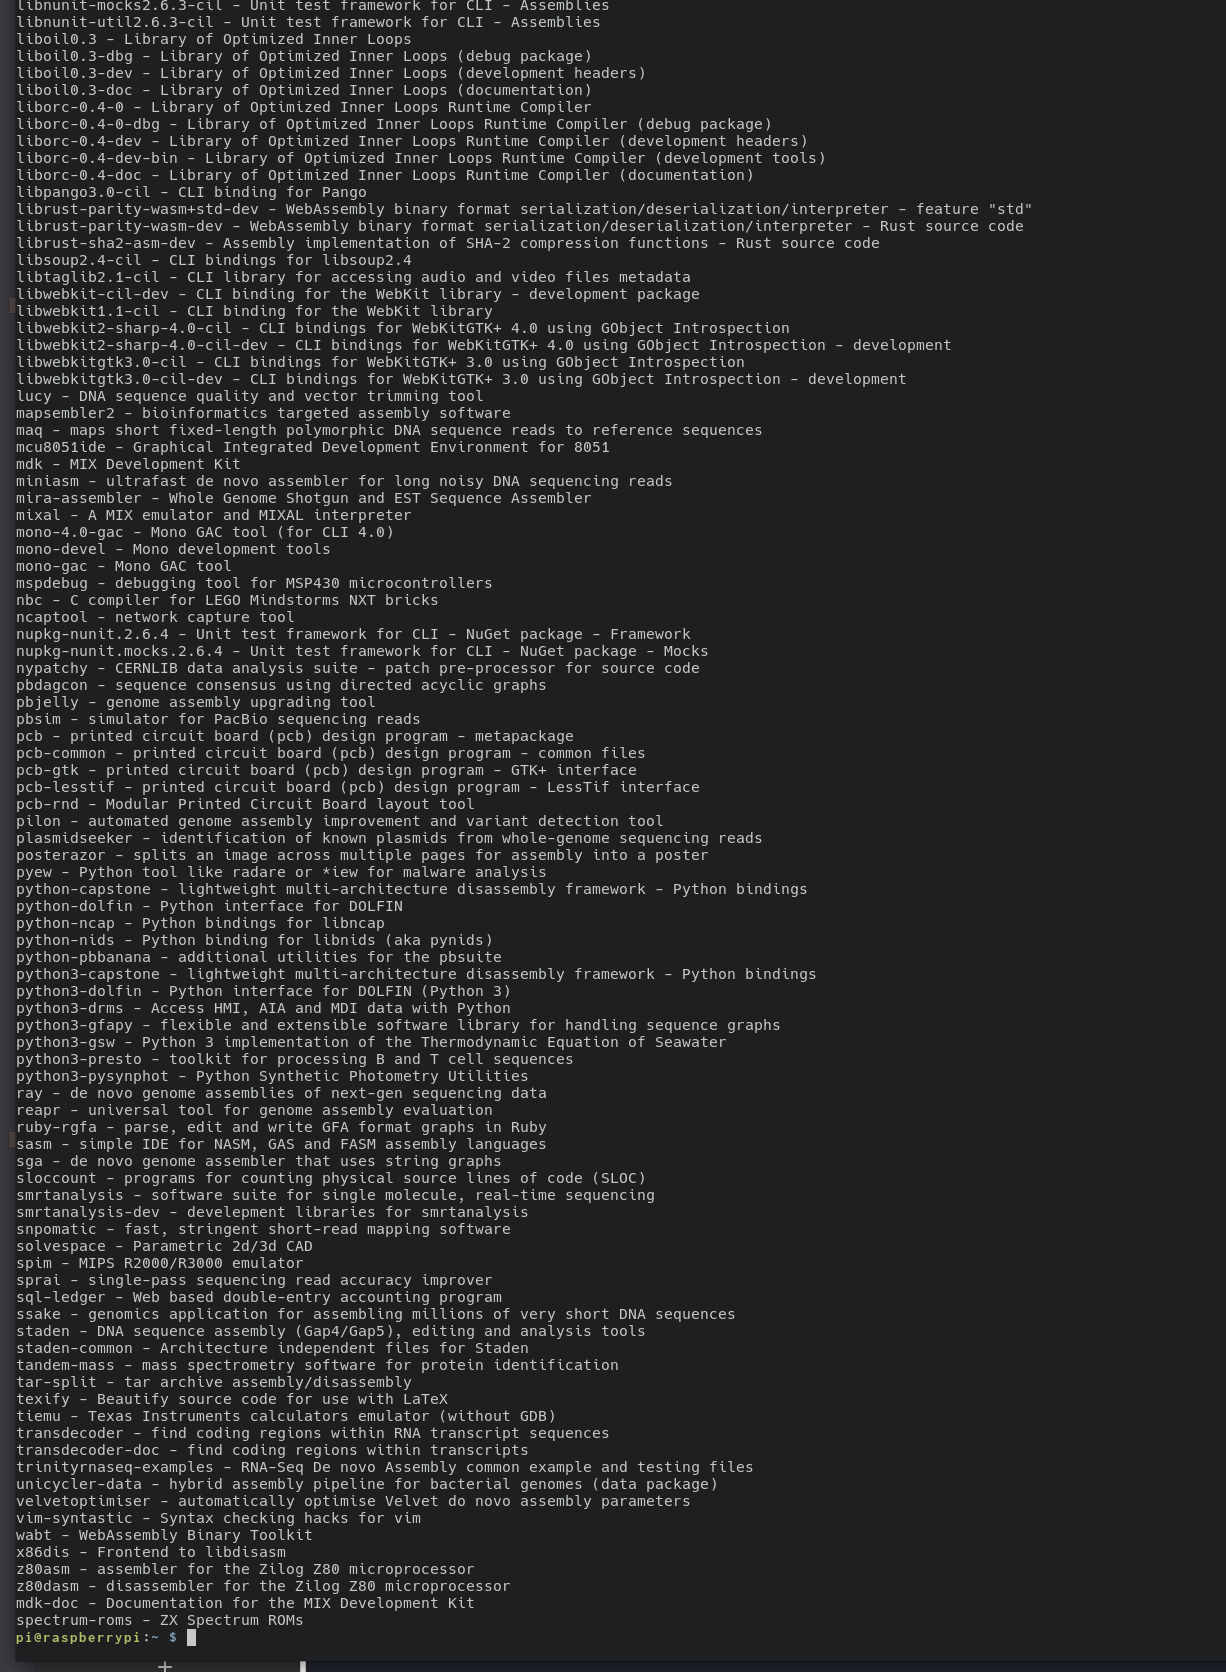 libnunit-mocks2.6.3-cil - Unit test framework for CLI - Assemblies
libnunit-util2.6.3-cil - Unit test framework for CLI - Assemblies
liboil0.3 - Library of Optimized Inner Loops
liboil0.3-dbg - Library of Optimized Inner Loops (debug package)
liboil0.3-dev - Library of Optimized Inner Loops (development headers)
liboil0.3-doc - Library of Optimized Inner Loops (documentation)
liborc-0.4-0 - Library of Optimized Inner Loops Runtime Compiler
liborc-0.4-0-dbg - Library of Optimized Inner Loops Runtime Compiler (debug package)
liborc-0.4-dev - Library of Optimized Inner Loops Runtime Compiler (development headers)
liborc-0.4-dev-bin - Library of Optimized Inner Loops Runtime Compiler (development tools)
liborc-0.4-doc - Library of Optimized Inner Loops Runtime Compiler (documentation)
libpango3.0-cil - CLI binding for Pango
librust-parity-wasm+std-dev - WebAssembly binary format serialization/deserialization/interpreter - feature "std"
librust-parity-wasm-dev - WebAssembly binary format serialization/deserialization/interpreter - Rust source code
librust-sha2-asm-dev - Assembly implementation of SHA-2 compression functions - Rust source code
libsoup2.4-cil - CLI bindings for libsoup2.4
libtaglib2.1-cil - CLI library for accessing audio and video files metadata
libwebkit-cil-dev - CLI binding for the WebKit library - development package
libwebkit1.1-cil - CLI binding for the WebKit library
libwebkit2-sharp-4.0-cil - CLI bindings for WebKitGTK+ 4.0 using GObject Introspection
libwebkit2-sharp-4.0-cil-dev - CLI bindings for WebKitGTK+ 4.0 using GObject Introspection - development
libwebkitgtk3.0-cil - CLI bindings for WebKitGTK+ 3.0 using GObject Introspection
libwebkitgtk3.0-cil-dev - CLI bindings for WebKitGTK+ 3.0 using GObject Introspection - development
lucy - DNA sequence quality and vector trimming tool
mapsembler2 - bioinformatics targeted assembly software
maq - maps short fixed-length polymorphic DNA sequence reads to reference sequences
mcu8051ide - Graphical Integrated Development Environment for 8051
mdk - MIX Development Kit
miniasm - ultrafast de novo assembler for long noisy DNA sequencing reads
mira-assembler - Whole Genome Shotgun and EST Sequence Assembler
mixal - A MIX emulator and MIXAL interpreter
mono-4.0-gac - Mono GAC tool (for CLI 4.0)
mono-devel - Mono development tools
mono-gac - Mono GAC tool
mspdebug - debugging tool for MSP430 microcontrollers
nbc - C compiler for LEGO Mindstorms NXT bricks
ncaptool - network capture tool
nupkg-nunit.2.6.4 - Unit test framework for CLI - NuGet package - Framework
nupkg-nunit.mocks.2.6.4 - Unit test framework for CLI - NuGet package - Mocks
nypatchy - CERNLIB data analysis suite - patch pre-processor for source code
pbdagcon - sequence consensus using directed acyclic graphs
pbjelly - genome assembly upgrading tool
pbsim - simulator for PacBio sequencing reads
pcb - printed circuit board (pcb) design program - metapackage
pcb-common - printed circuit board (pcb) design program - common files
pcb-gtk - printed circuit board (pcb) design program - GTK+ interface
pcb-lesstif - printed circuit board (pcb) design program - LessTif interface
pcb-rnd - Modular Printed Circuit Board layout tool
pilon - automated genome assembly improvement and variant detection tool
plasmidseeker - identification of known plasmids from whole-genome sequencing reads
posterazor - splits an image across multiple pages for assembly into a poster
pyew - Python tool like radare or *iew for malware analysis
python-capstone - lightweight multi-architecture disassembly framework - Python bindings
python-dolfin - Python interface for DOLFIN
python-ncap - Python bindings for libncap
python-nids - Python binding for libnids (aka pynids)
python-pbbanana - additional utilities for the pbsuite
python3-capstone - lightweight multi-architecture disassembly framework - Python bindings
python3-dolfin - Python interface for DOLFIN (Python 3)
python3-drms - Access HMI, AIA and MDI data with Python
python3-gfapy - flexible and extensible software library for handling sequence graphs
python3-gsw - Python 3 implementation of the Thermodynamic Equation of Seawater
python3-presto - toolkit for processing B and T cell sequences
python3-pysynphot - Python Synthetic Photometry Utilities
ray - de novo genome assemblies of next-gen sequencing data
reapr - universal tool for genome assembly evaluation
ruby-rgfa - parse, edit and write GFA format graphs in Ruby
sasm - simple IDE for NASM, GAS and FASM assembly languages
sga - de novo genome assembler that uses string graphs
sloccount - programs for counting physical source lines of code (SLOC)
smrtanalysis - software suite for single molecule, real-time sequencing
smrtanalysis-dev - develepment libraries for smrtanalysis
snpomatic - fast, stringent short-read mapping software
solvespace - Parametric 2d/3d CAD
spim - MIPS R2000/R3000 emulator
sprai - single-pass sequencing read accuracy improver
sql-ledger - Web based double-entry accounting program
ssake - genomics application for assembling millions of very short DNA sequences
staden - DNA sequence assembly (Gap4/Gap5), editing and analysis tools
staden-common - Architecture independent files for Staden
tandem-mass - mass spectrometry software for protein identification
tar-split - tar archive assembly/disassembly
texify - Beautify source code for use with LaTeX
tiemu - Texas Instruments calculators emulator (without GDB)
transdecoder - find coding regions within RNA transcript sequences
transdecoder-doc - find coding regions within transcripts
trinityrnaseq-examples - RNA-Seq De novo Assembly common example and testing files
unicycler-data - hybrid assembly pipeline for bacterial genomes (data package)
velvetoptimiser - automatically optimise Velvet do novo assembly parameters
vim-syntastic - Syntax checking hacks for vim
wabt - WebAssembly Binary Toolkit
x86dis - Frontend to libdisasm
z80asm - assembler for the Zilog Z80 microprocessor
z80dasm - disassembler for the Zilog Z80 microprocessor
mdk-doc - Documentation for the MIX Development Kit
spectrum-roms - ZX Spectrum ROMs
pi@raspberrypi:~ $